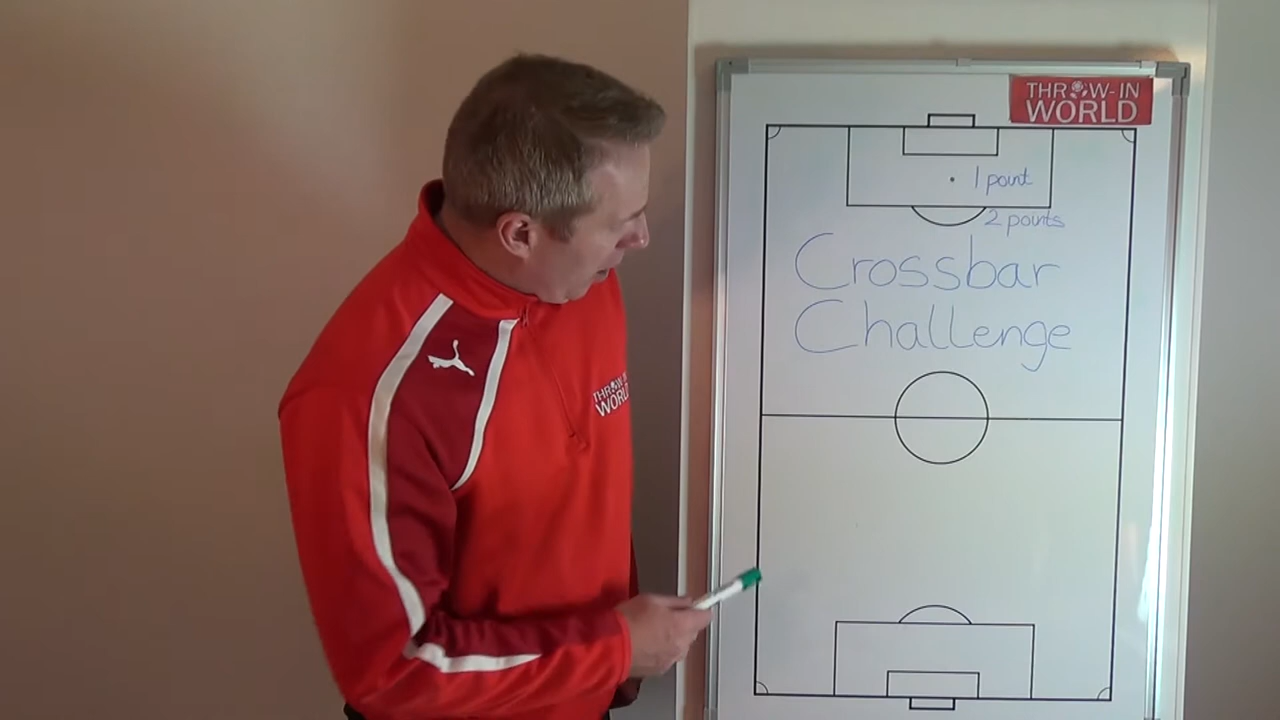 THROW-IN
WORLD
1 point
2 points
Crossbar
Challenge
THROW-IN
WORLD